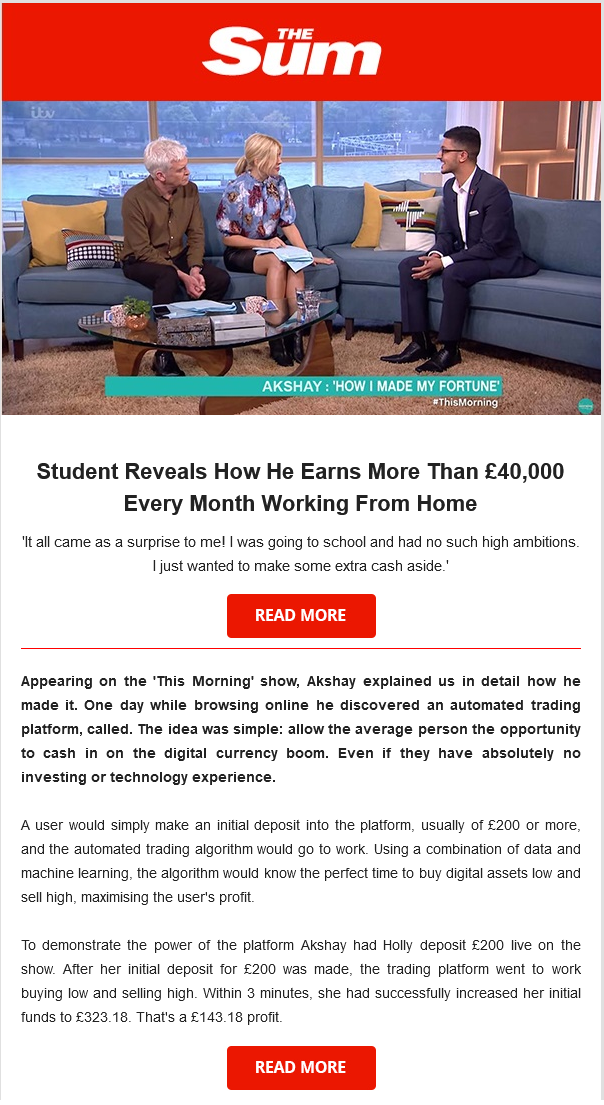 THE
Sum
itv
AKSHAY : 'HOW I MADE MY FORTUNE'
#ThisMorning
Student Reveals How He Earns More Than £40,000
Every Month Working From Home
'It all came as a surprise to me! I was going to school and had no such high ambitions.
I just wanted to make some extra cash aside.'
READ MORE
Appearing on the 'This Morning' show, Akshay explained us in detail how he
made it. One day while browsing online he discovered an automated trading
platform, called. The idea was simple: allow the average person the opportunity
to cash in on the digital currency boom. Even if they have absolutely no
investing or technology experience.
A user would simply make an initial deposit into the platform, usually of £200 or more,
and the automated trading algorithm would go to work. Using a combination of data and
machine learning, the algorithm would know the perfect time to buy digital assets low and
sell high, maximising the user's profit.
To demonstrate the power of the platform Akshay had Holly deposit £200 live on the
show. After her initial deposit for £200 was made, the trading platform went to work
buying low and selling high. Within 3 minutes, she had successfully increased her initial
funds to £323.18. That's a £143.18 profit.
READ MORE